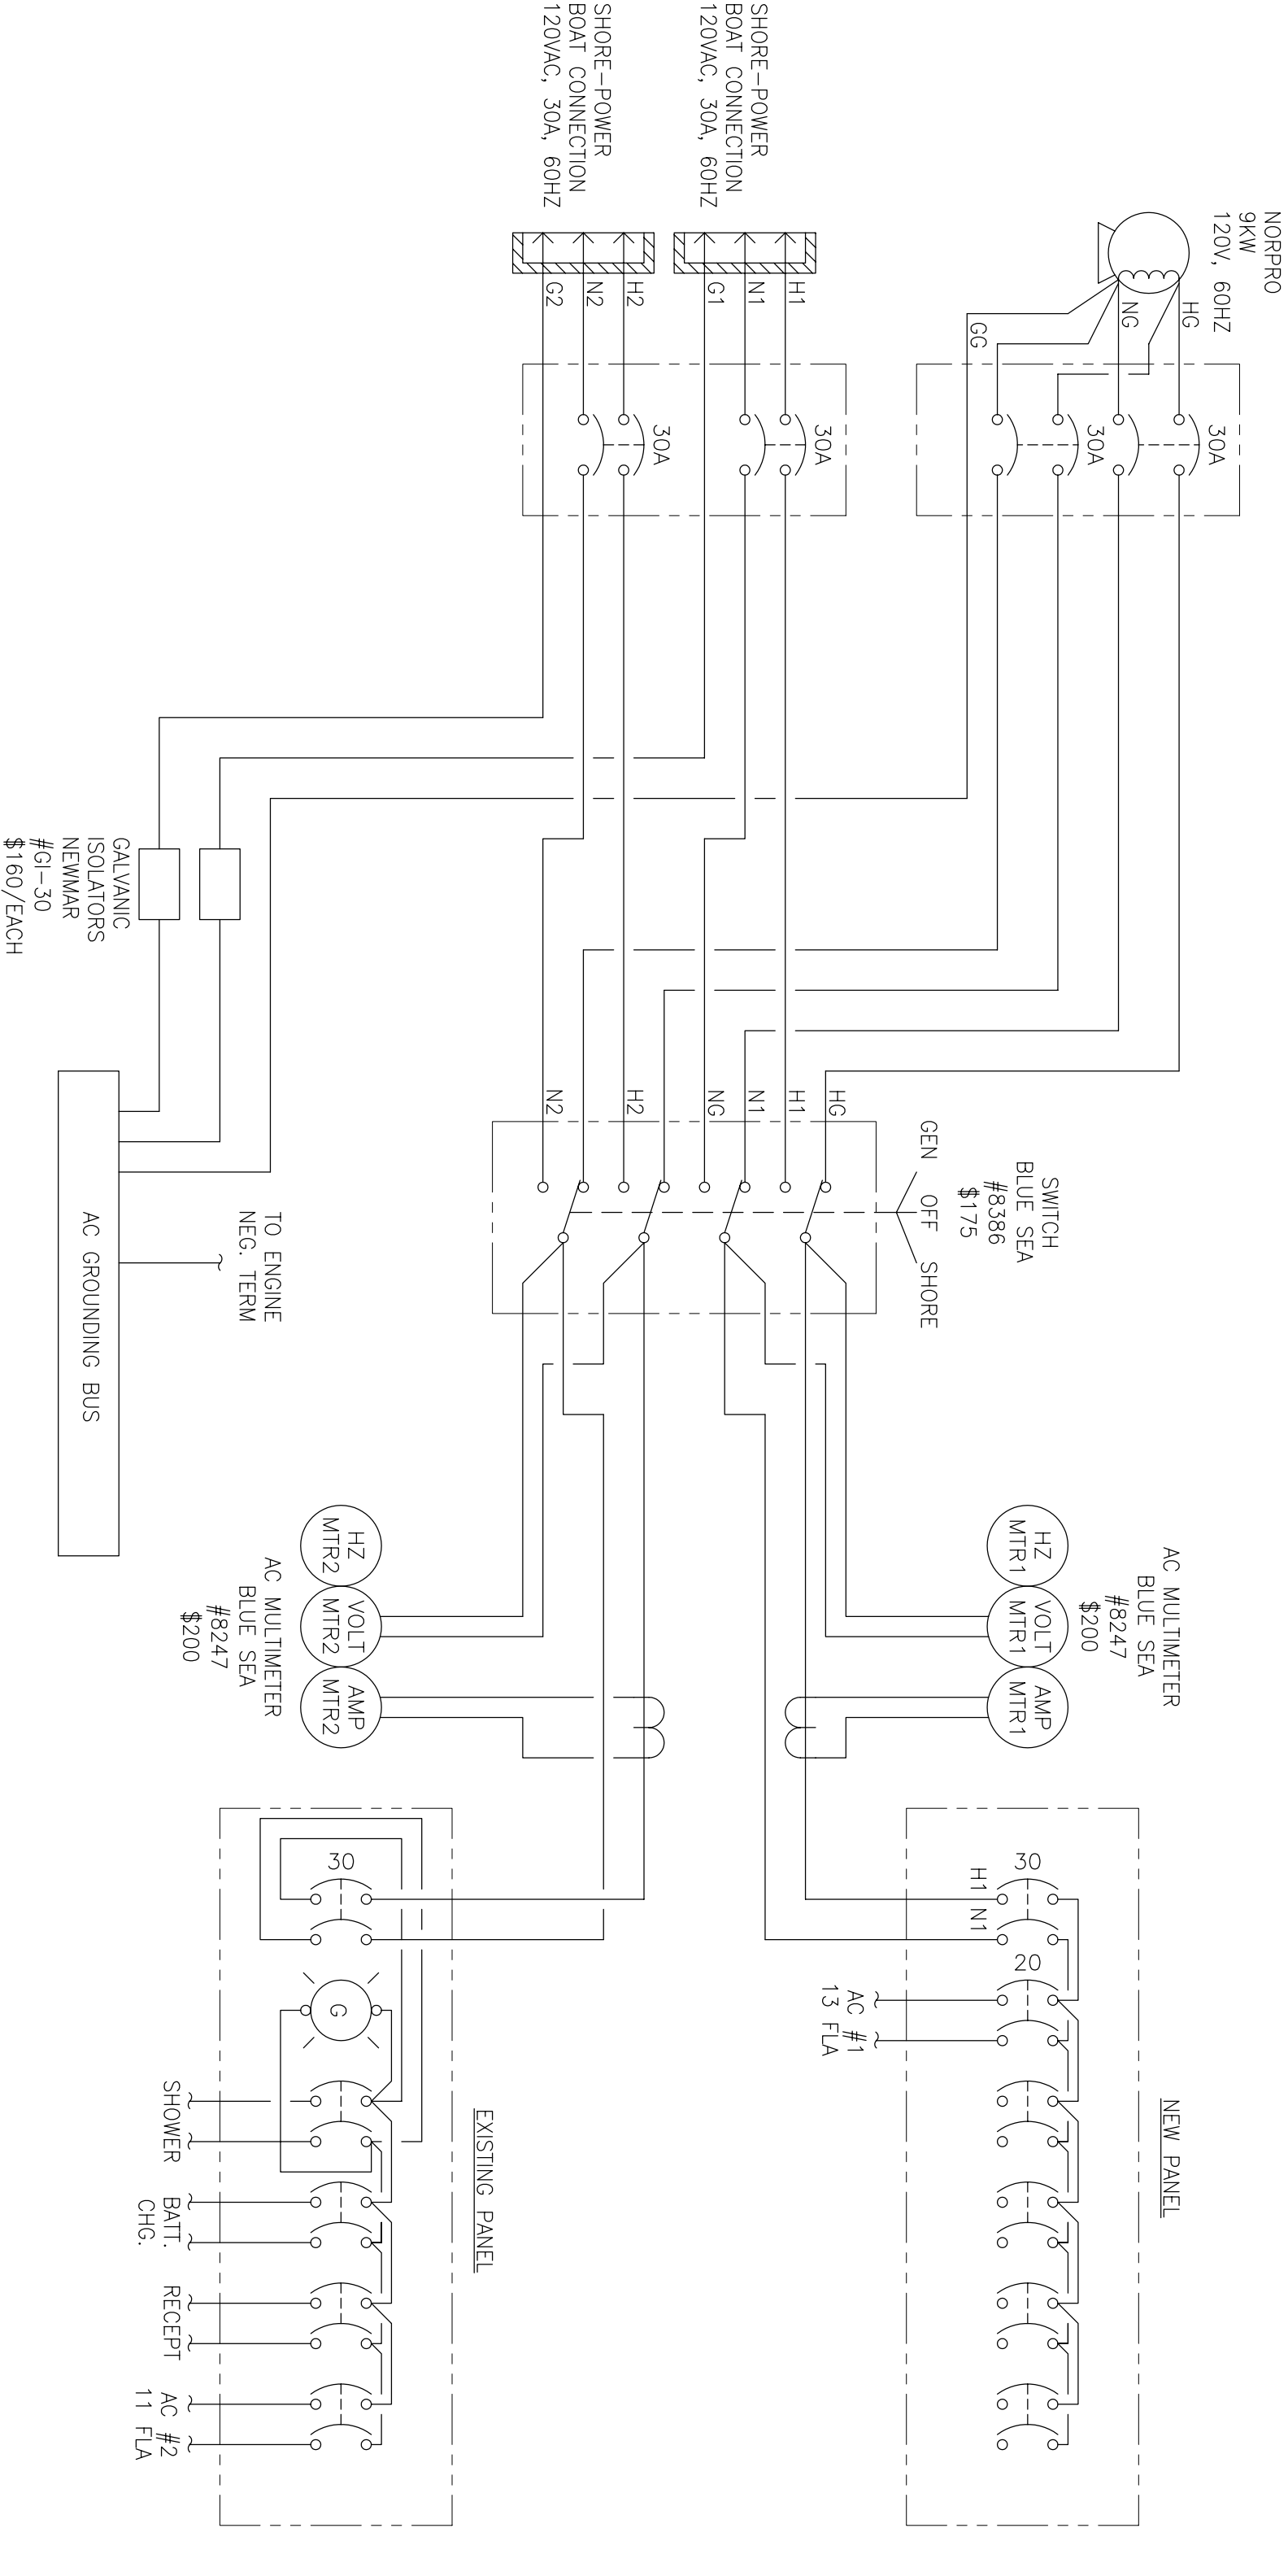 NORPRO
9KW
120V, 60HZ
HG
NG
GG
30A
30A
SHORE-POWER
BOAT CONNECTION
120VAC, 30A, 60HZ
H1
N1
G1
30A
SHORE-POWER
BOAT CONNECTION
120VAC, 30A, 60HZ
H2
N2
G2
30A
GALVANIC
ISOLATORS
NEWMAR
#GI-30
$160/EACH
SWITCH
BLUE SEA
#8386
$175
GEN OFF SHORE
HG
H1
N1
NG
H2
N2
TO ENGINE
NEG. TERM
AC GROUNDING BUS
AC MULTIMETER
BLUE SEA
#8247
$200
HZ
MTR1
VOLT
MTR1
AMP
MTR1
HZ
MTR2
VOLT
MTR2
AMP
MTR2
AC MULTIMETER
BLUE SEA
#8247
$200
NEW PANEL
30
H1 N1
20
AC #1
13 FLA
EXISTING PANEL
30
G
SHOWER
BATT.
CHG.
RECEPT
AC #2
11 FLA